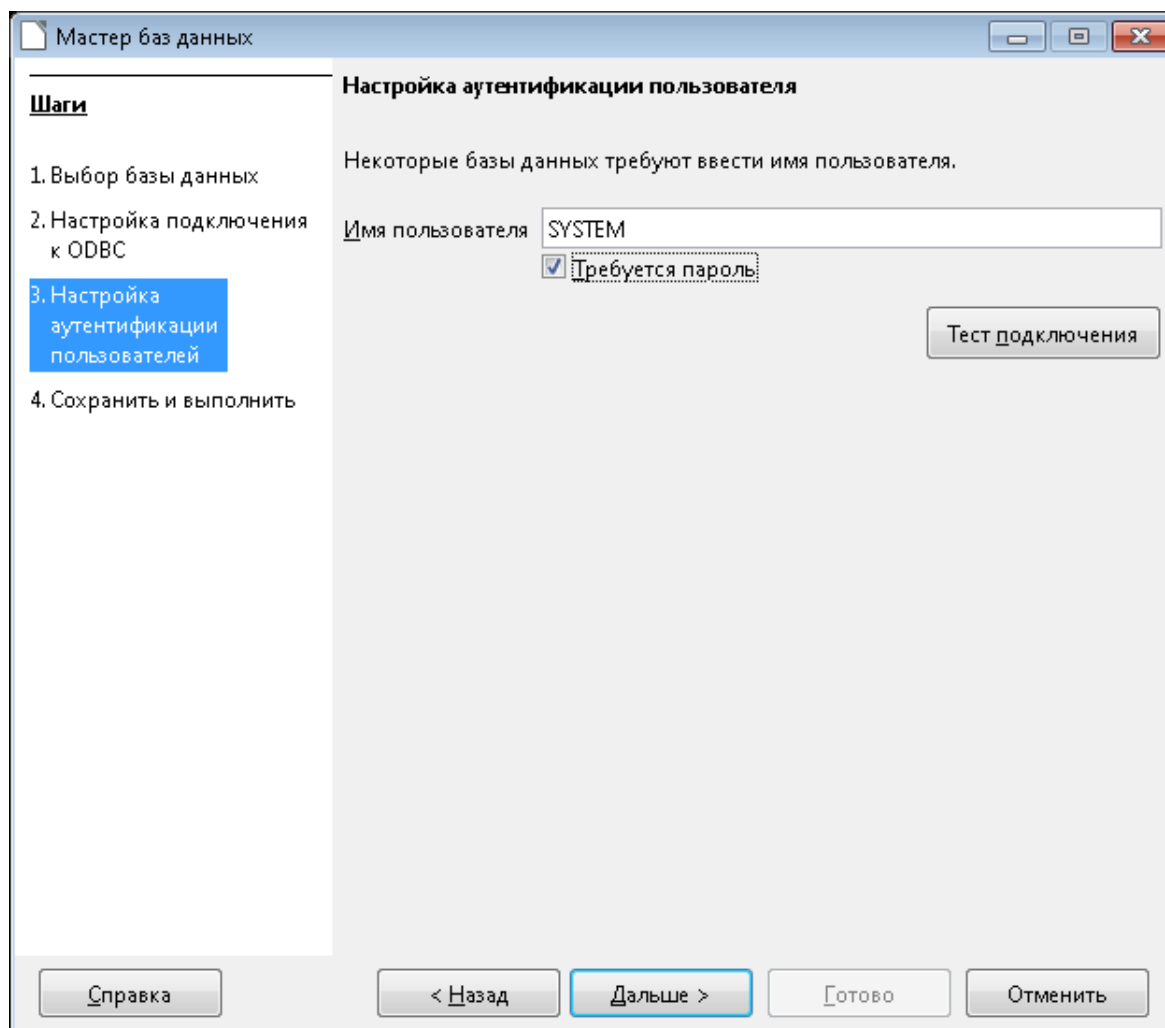 Мастер баз данных
Шаги
1. Выбор базы данных
2. Настройка подключения
к ODBC
3. Настройка
аутентификации
пользователей
4. Сохранить и выполнить
Настройка аутентификации пользователя
Некоторые базы данных требуют ввести имя пользователя.
Имя пользователя SYSTEM
Требуется пароль
Тест подключения
Справка < Назад Дальше > Готово Отменить